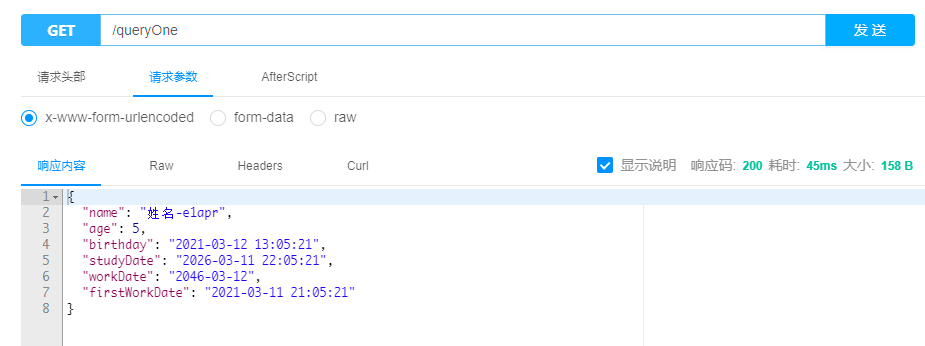 GET /queryOne 发 送
请求头部 请求参数 AfterScript
x-www-form-urlencoded form-data raw
响应内容 Raw Headers Curl 显示说明 响应码: 200 耗时: 45ms 大小: 158 B
1 {
2 "name": "姓名-e1apr",
3 "age": 5,
4 "birthday": "2021-03-12 13:05:21",
5 "studyDate": "2026-03-11 22:05:21",
6 "workDate": "2046-03-12",
7 "firstWorkDate": "2021-03-11 21:05:21"
8 }